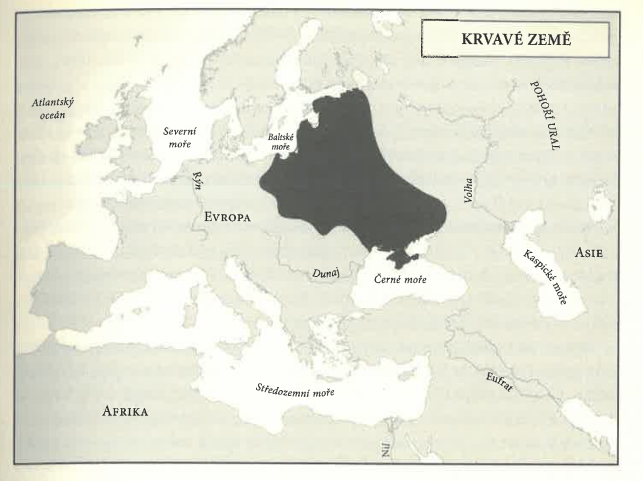 KRVAVÉ ZEMĚ
Atlantský
oceán
Severní
moře
Baltské
moře
POHOŘÍ URAL
Rýn
Volha
EVROPA
ASIE
Dunaj
Černé moře
Kaspické moře
Středozemní moře
Eufrat
AFRIKA
Nil